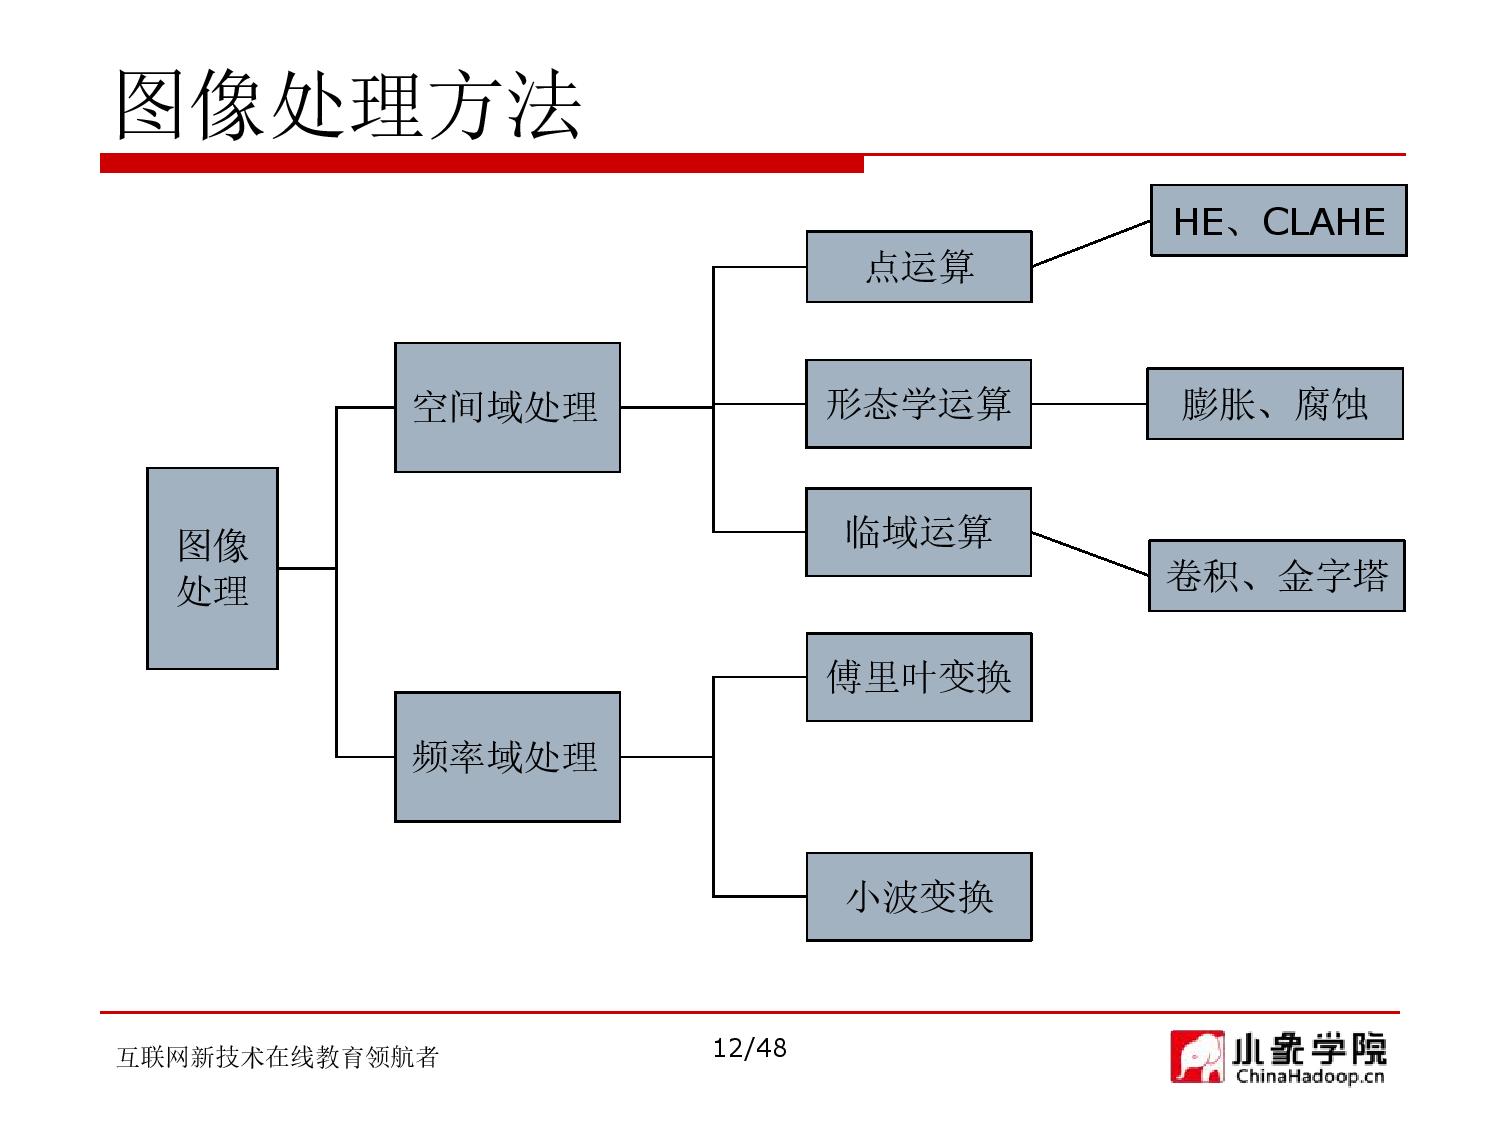 图像处理方法
HE、CLAHE
点运算
空间域处理
形态学运算
膨胀、腐蚀
临域运算
卷积、金字塔
图像
处理
傅里叶变换
频率域处理
小波变换
互联网新技术在线教育领航者
12/48
小象学院
ChinaHadoop.cn